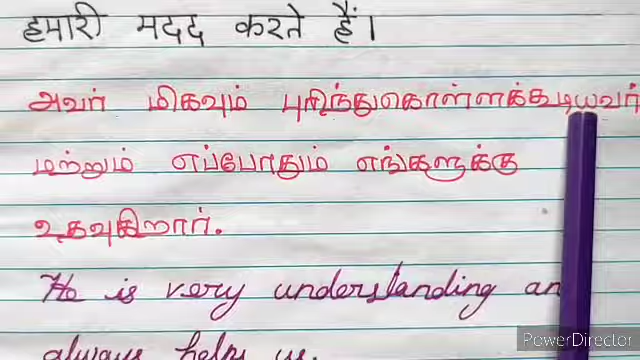 हमारी मदद करते हैं।
அவர் மிகவும் புரிந்துகொள்ளக்கூடியவர்
மற்றும் எப்போதும் எங்களுக்கு
உதவுகிறார்.
He is very understanding an
always helps us.
PowerDirector